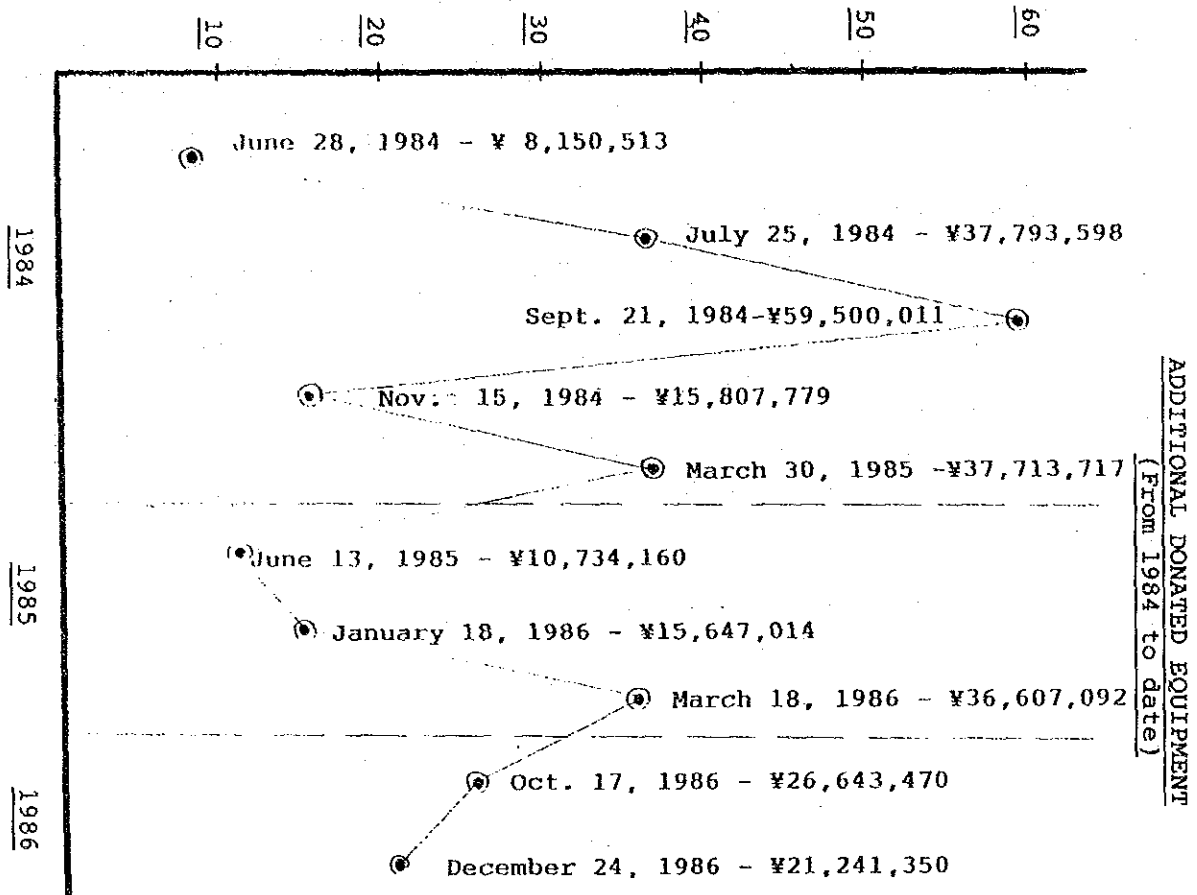 ADDITIONAL DONATED EQUIPMENT
(From 1984 to date)
10
20
30
40
50
60
June 28, 1984 - ¥ 8,150,513
July 25, 1984 - ¥37,793,598
Sept. 21, 1984-¥59,500,011
Nov. 15, 1984 - ¥15,807,779
March 30, 1985 -¥37,713,717
June 13, 1985 - ¥10,734,160
January 18, 1986 - ¥15,647,014
March 18, 1986 - ¥36,607,092
Oct. 17, 1986 - ¥26,643,470
December 24, 1986 - ¥21,241,350
1984
1985
1986